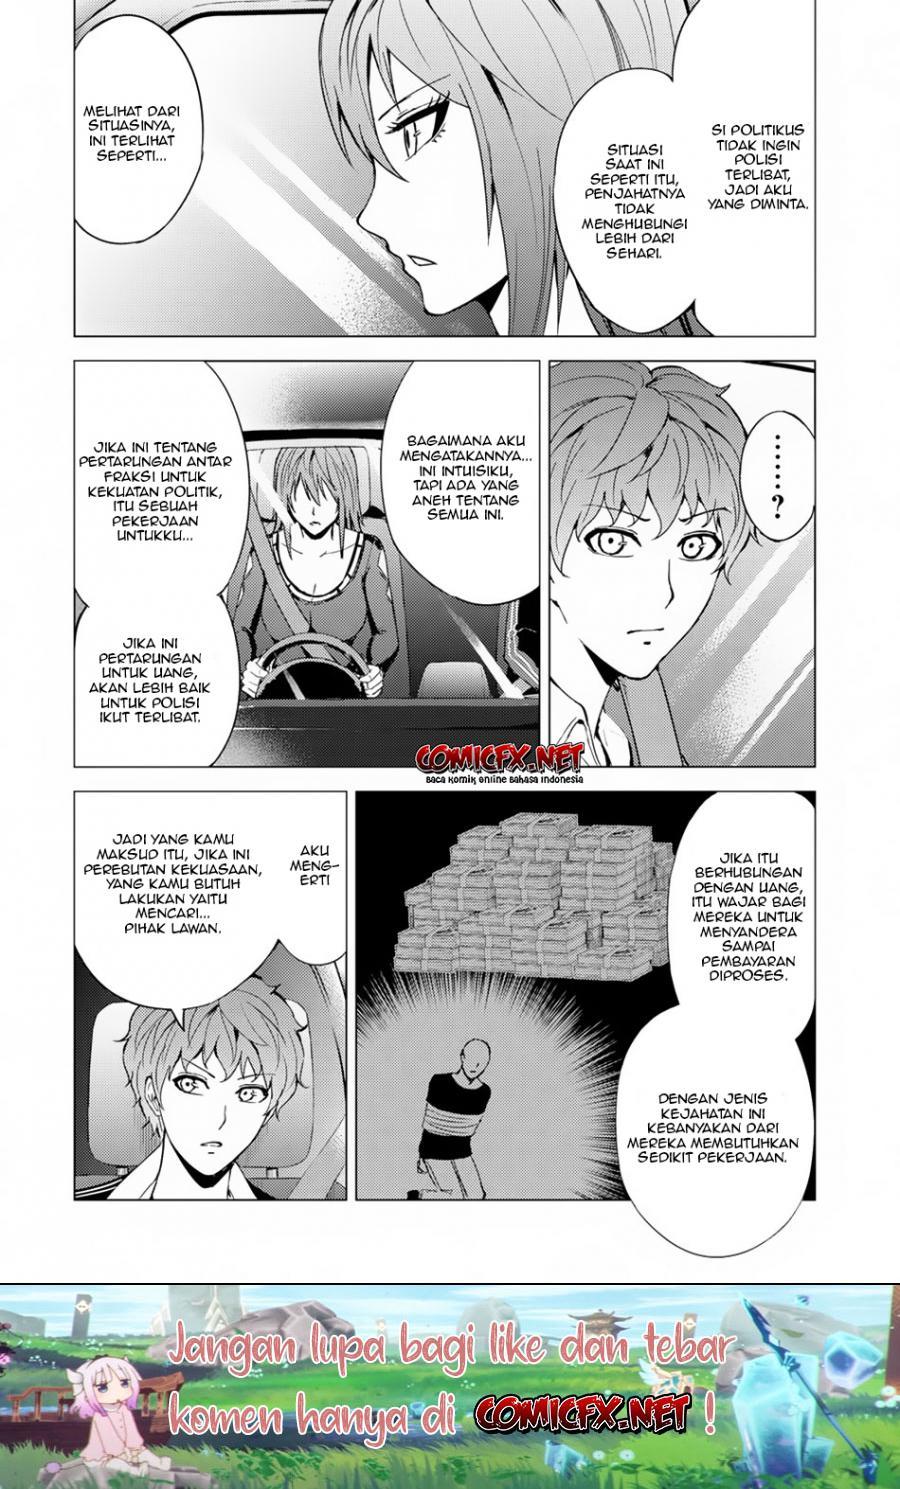 SI POLITIKUS
TIDAK INGIN
POLISI
TERLIBAT,
JADI AKU
YANG DIMINTA.
SITUASI
SAAT INI
SEPERTI ITU,
PENJAHATNYA
TIDAK
MENGHUBUNGI
LEBIH DARI
SEHARI.
MELIHAT DARI
SITUASINYA,
INI TERLIHAT
SEPERTI...
.......?
BAGAIMANA AKU
MENGATAKANNYA...
INI INTUISIKU,
TAPI ADA YANG
ANEH TENTANG
SEMUA INI.
JIKA INI TENTANG
PERTARUNGAN ANTAR
FRAKSI UNTUK
KEKUATAN POLITIK,
ITU SEBUAH
PEKERJAAN
UNTUKKU...
JIKA INI
PERTARUNGAN
UNTUK UANG,
AKAN LEBIH BAIK
UNTUK POLISI
IKUT TERLIBAT.
COMICFX.NET
BACA KOMIK ONLINE BAHASA INDONESIA
JIKA ITU
BERHUBUNGAN
DENGAN UANG,
ITU WAJAR BAGI
MEREKA UNTUK
MENYANDERA
SAMPAI
PEMBAYARAN
DIPROSES.
DENGAN JENIS
KEJAHATAN INI
KEBANYAKAN DARI
MEREKA MEMBUTUHKAN
SEDIKIT PEKERJAAN.
AKU
MENG-
ERTI
JADI YANG KAMU
MAKSUD ITU, JIKA INI
PEREBUTAN KEKUASAAN,
YANG KAMU BUTUH
LAKUKAN YAITU
MENCARI...
PIHAK LAWAN.
Jangan lupa bagi like dan tebar
komen hanya di COMICFX.NET !